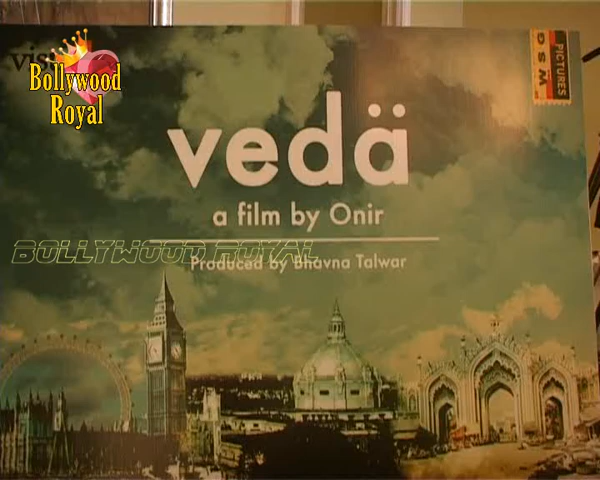 Bollywood
Royal
vedä
a film by Onir
BOLLYWOOD ROYAL
Produced by Bhavna Talwar
WSG
PICTURES